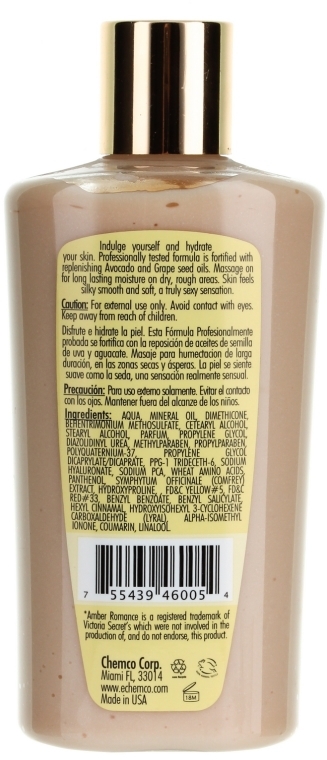 Indulge yourself and hydrate
your skin. Professionally tested formula is fortified with
replenishing Avocado and Grape seed oils. Massage on
for long lasting moisture on dry, rough areas. Skin feels
silky smooth and soft, a truly sexy sensation.
Caution: For external use only. Avoid contact with eyes.
Keep away from reach of children.
Disfrute e hidrate la piel. Esta Fórmula Profesionalmente
probada se fortifica con la reposición de aceites de semilla
de uva y aguacate. Masaje para humectacion de larga
duración, en las zonas secas y ásperas. La piel se siente
suave como la seda, una sensación realmente sensual.
Precaución: Para uso externo solamente. Evitar el contacto
con los ojos. Mantener fuera del alcance de los niños.
Ingredients: AQUA, MINERAL OIL, DIMETHICONE,
BEHENTRIMONIUM METHOSULFATE, CETEARYL ALCOHOL,
STEARYL ALCOHOL, PARFUM, PROPYLENE GLYCOL,
DIAZOLIDINYL UREA, METHYLPARABEN, PROPYLPARABEN,
POLYQUATERNIUM-37, PROPYLENE GLYCOL
DICAPRYLATE/DICAPRATE, PPG-1 TRIDECETH-6, SODIUM
HYALURONATE, SODIUM PCA, WHEAT AMINO ACIDS,
PANTHENOL, SYMPHYTUM OFFICINALE (COMFREY)
EXTRACT, HYDROXYPROLINE, FD&C YELLOW#5, FD&C
RED#33, BENZYL BENZOATE, BENZYL SALICYLATE,
HEXYL CINNAMAL, HYDROXYISOHEXYL 3-CYCLOHEXENE
CARBOXALDEHYDE (LYRAL), ALPHA-ISOMETHYL
IONONE, COUMARIN, LINALOOL.
7 55439 46005 4
*Amber Romance is a registered trademark of
Victoria Secret's which were not involved in the
production of, and do not endorse, this product.
Chemco Corp.
Miami FL, 33014
www.echemco.com
Made in USA
18M